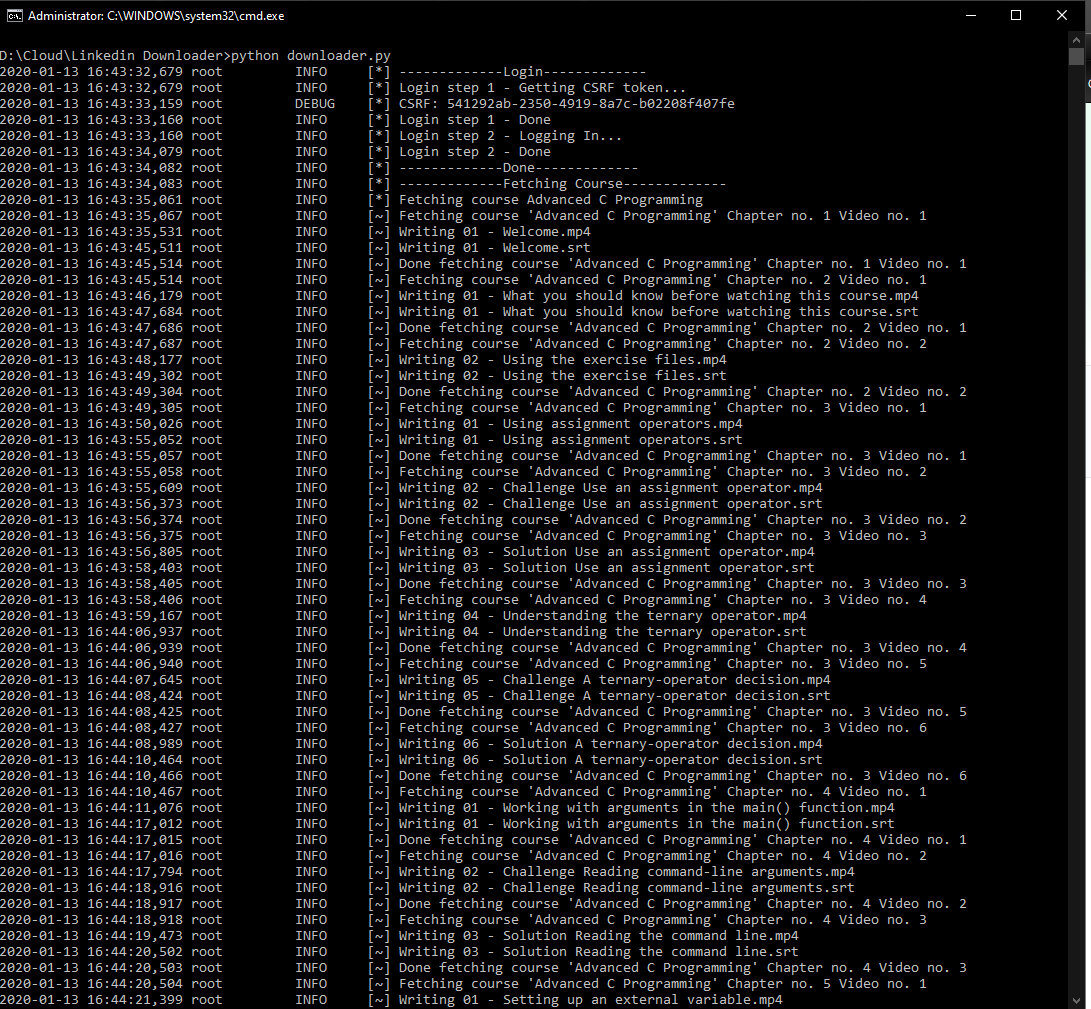 Administrator: C:\WINDOWS\system32\cmd.exe
D:\Cloud\Linkedin Downloader>python downloader.py
2020-01-13 16:43:32,679 root         INFO     [*] -------------Login-------------
2020-01-13 16:43:32,679 root         INFO     [*] Login step 1 - Getting CSRF token...
2020-01-13 16:43:33,159 root         DEBUG    [*] CSRF: 541292ab-2350-4919-8a7c-b02208f407fe
2020-01-13 16:43:33,160 root         INFO     [*] Login step 1 - Done
2020-01-13 16:43:33,160 root         INFO     [*] Login step 2 - Logging In...
2020-01-13 16:43:34,079 root         INFO     [*] Login step 2 - Done
2020-01-13 16:43:34,082 root         INFO     [*] -------------Done-------------
2020-01-13 16:43:34,083 root         INFO     [*] -------------Fetching Course-------------
2020-01-13 16:43:35,061 root         INFO     [*] Fetching course Advanced C Programming
2020-01-13 16:43:35,067 root         INFO     [~] Fetching course 'Advanced C Programming' Chapter no. 1 Video no. 1
2020-01-13 16:43:35,531 root         INFO     [~] Writing 01 - Welcome.mp4
2020-01-13 16:43:45,511 root         INFO     [~] Writing 01 - Welcome.srt
2020-01-13 16:43:45,514 root         INFO     [~] Done fetching course 'Advanced C Programming' Chapter no. 1 Video no. 1
2020-01-13 16:43:45,514 root         INFO     [~] Fetching course 'Advanced C Programming' Chapter no. 2 Video no. 1
2020-01-13 16:43:46,179 root         INFO     [~] Writing 01 - What you should know before watching this course.mp4
2020-01-13 16:43:47,684 root         INFO     [~] Writing 01 - What you should know before watching this course.srt
2020-01-13 16:43:47,686 root         INFO     [~] Done fetching course 'Advanced C Programming' Chapter no. 2 Video no. 1
2020-01-13 16:43:47,687 root         INFO     [~] Fetching course 'Advanced C Programming' Chapter no. 2 Video no. 2
2020-01-13 16:43:48,177 root         INFO     [~] Writing 02 - Using the exercise files.mp4
2020-01-13 16:43:49,302 root         INFO     [~] Writing 02 - Using the exercise files.srt
2020-01-13 16:43:49,304 root         INFO     [~] Done fetching course 'Advanced C Programming' Chapter no. 2 Video no. 2
2020-01-13 16:43:49,305 root         INFO     [~] Fetching course 'Advanced C Programming' Chapter no. 3 Video no. 1
2020-01-13 16:43:50,026 root         INFO     [~] Writing 01 - Using assignment operators.mp4
2020-01-13 16:43:55,052 root         INFO     [~] Writing 01 - Using assignment operators.srt
2020-01-13 16:43:55,057 root         INFO     [~] Done fetching course 'Advanced C Programming' Chapter no. 3 Video no. 1
2020-01-13 16:43:55,058 root         INFO     [~] Fetching course 'Advanced C Programming' Chapter no. 3 Video no. 2
2020-01-13 16:43:55,609 root         INFO     [~] Writing 02 - Challenge Use an assignment operator.mp4
2020-01-13 16:43:56,373 root         INFO     [~] Writing 02 - Challenge Use an assignment operator.srt
2020-01-13 16:43:56,374 root         INFO     [~] Done fetching course 'Advanced C Programming' Chapter no. 3 Video no. 2
2020-01-13 16:43:56,375 root         INFO     [~] Fetching course 'Advanced C Programming' Chapter no. 3 Video no. 3
2020-01-13 16:43:56,805 root         INFO     [~] Writing 03 - Solution Use an assignment operator.mp4
2020-01-13 16:43:58,403 root         INFO     [~] Writing 03 - Solution Use an assignment operator.srt
2020-01-13 16:43:58,405 root         INFO     [~] Done fetching course 'Advanced C Programming' Chapter no. 3 Video no. 3
2020-01-13 16:43:58,406 root         INFO     [~] Fetching course 'Advanced C Programming' Chapter no. 3 Video no. 4
2020-01-13 16:43:59,167 root         INFO     [~] Writing 04 - Understanding the ternary operator.mp4
2020-01-13 16:44:06,937 root         INFO     [~] Writing 04 - Understanding the ternary operator.srt
2020-01-13 16:44:06,939 root         INFO     [~] Done fetching course 'Advanced C Programming' Chapter no. 3 Video no. 4
2020-01-13 16:44:06,940 root         INFO     [~] Fetching course 'Advanced C Programming' Chapter no. 3 Video no. 5
2020-01-13 16:44:07,645 root         INFO     [~] Writing 05 - Challenge A ternary-operator decision.mp4
2020-01-13 16:44:08,424 root         INFO     [~] Writing 05 - Challenge A ternary-operator decision.srt
2020-01-13 16:44:08,425 root         INFO     [~] Done fetching course 'Advanced C Programming' Chapter no. 3 Video no. 5
2020-01-13 16:44:08,427 root         INFO     [~] Fetching course 'Advanced C Programming' Chapter no. 3 Video no. 6
2020-01-13 16:44:08,989 root         INFO     [~] Writing 06 - Solution A ternary-operator decision.mp4
2020-01-13 16:44:10,464 root         INFO     [~] Writing 06 - Solution A ternary-operator decision.srt
2020-01-13 16:44:10,466 root         INFO     [~] Done fetching course 'Advanced C Programming' Chapter no. 3 Video no. 6
2020-01-13 16:44:10,467 root         INFO     [~] Fetching course 'Advanced C Programming' Chapter no. 4 Video no. 1
2020-01-13 16:44:11,076 root         INFO     [~] Writing 01 - Working with arguments in the main() function.mp4
2020-01-13 16:44:17,012 root         INFO     [~] Writing 01 - Working with arguments in the main() function.srt
2020-01-13 16:44:17,015 root         INFO     [~] Done fetching course 'Advanced C Programming' Chapter no. 4 Video no. 1
2020-01-13 16:44:17,016 root         INFO     [~] Fetching course 'Advanced C Programming' Chapter no. 4 Video no. 2
2020-01-13 16:44:17,794 root         INFO     [~] Writing 02 - Challenge Reading command-line arguments.mp4
2020-01-13 16:44:18,916 root         INFO     [~] Writing 02 - Challenge Reading command-line arguments.srt
2020-01-13 16:44:18,917 root         INFO     [~] Done fetching course 'Advanced C Programming' Chapter no. 4 Video no. 2
2020-01-13 16:44:18,918 root         INFO     [~] Fetching course 'Advanced C Programming' Chapter no. 4 Video no. 3
2020-01-13 16:44:19,473 root         INFO     [~] Writing 03 - Solution Reading the command line.mp4
2020-01-13 16:44:20,502 root         INFO     [~] Writing 03 - Solution Reading the command line.srt
2020-01-13 16:44:20,503 root         INFO     [~] Done fetching course 'Advanced C Programming' Chapter no. 4 Video no. 3
2020-01-13 16:44:20,504 root         INFO     [~] Fetching course 'Advanced C Programming' Chapter no. 5 Video no. 1
2020-01-13 16:44:21,399 root         INFO     [~] Writing 01 - Setting up an external variable.mp4